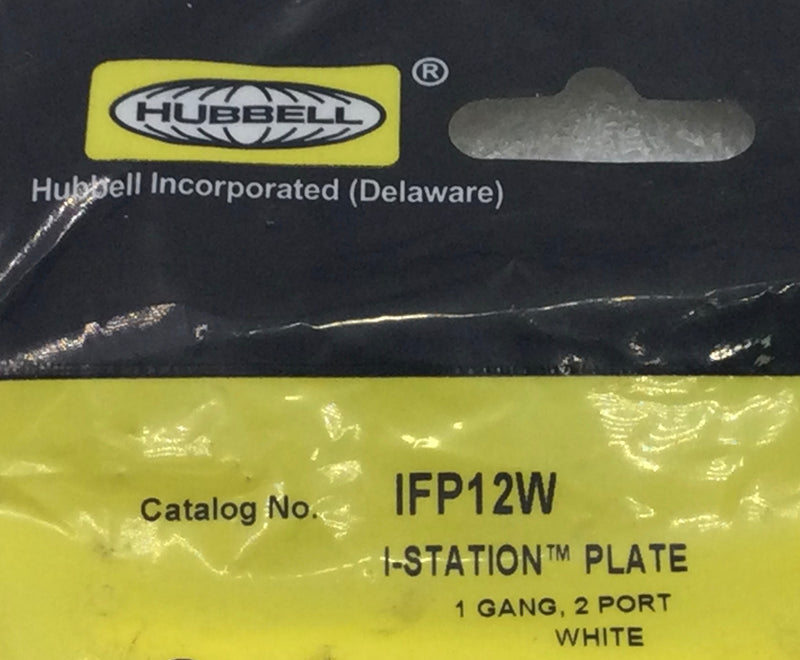 HUBBELL ®
Hubbell Incorporated (Delaware)
Catalog No. IFP12W
I-STATION™ PLATE
1 GANG, 2 PORT
WHITE